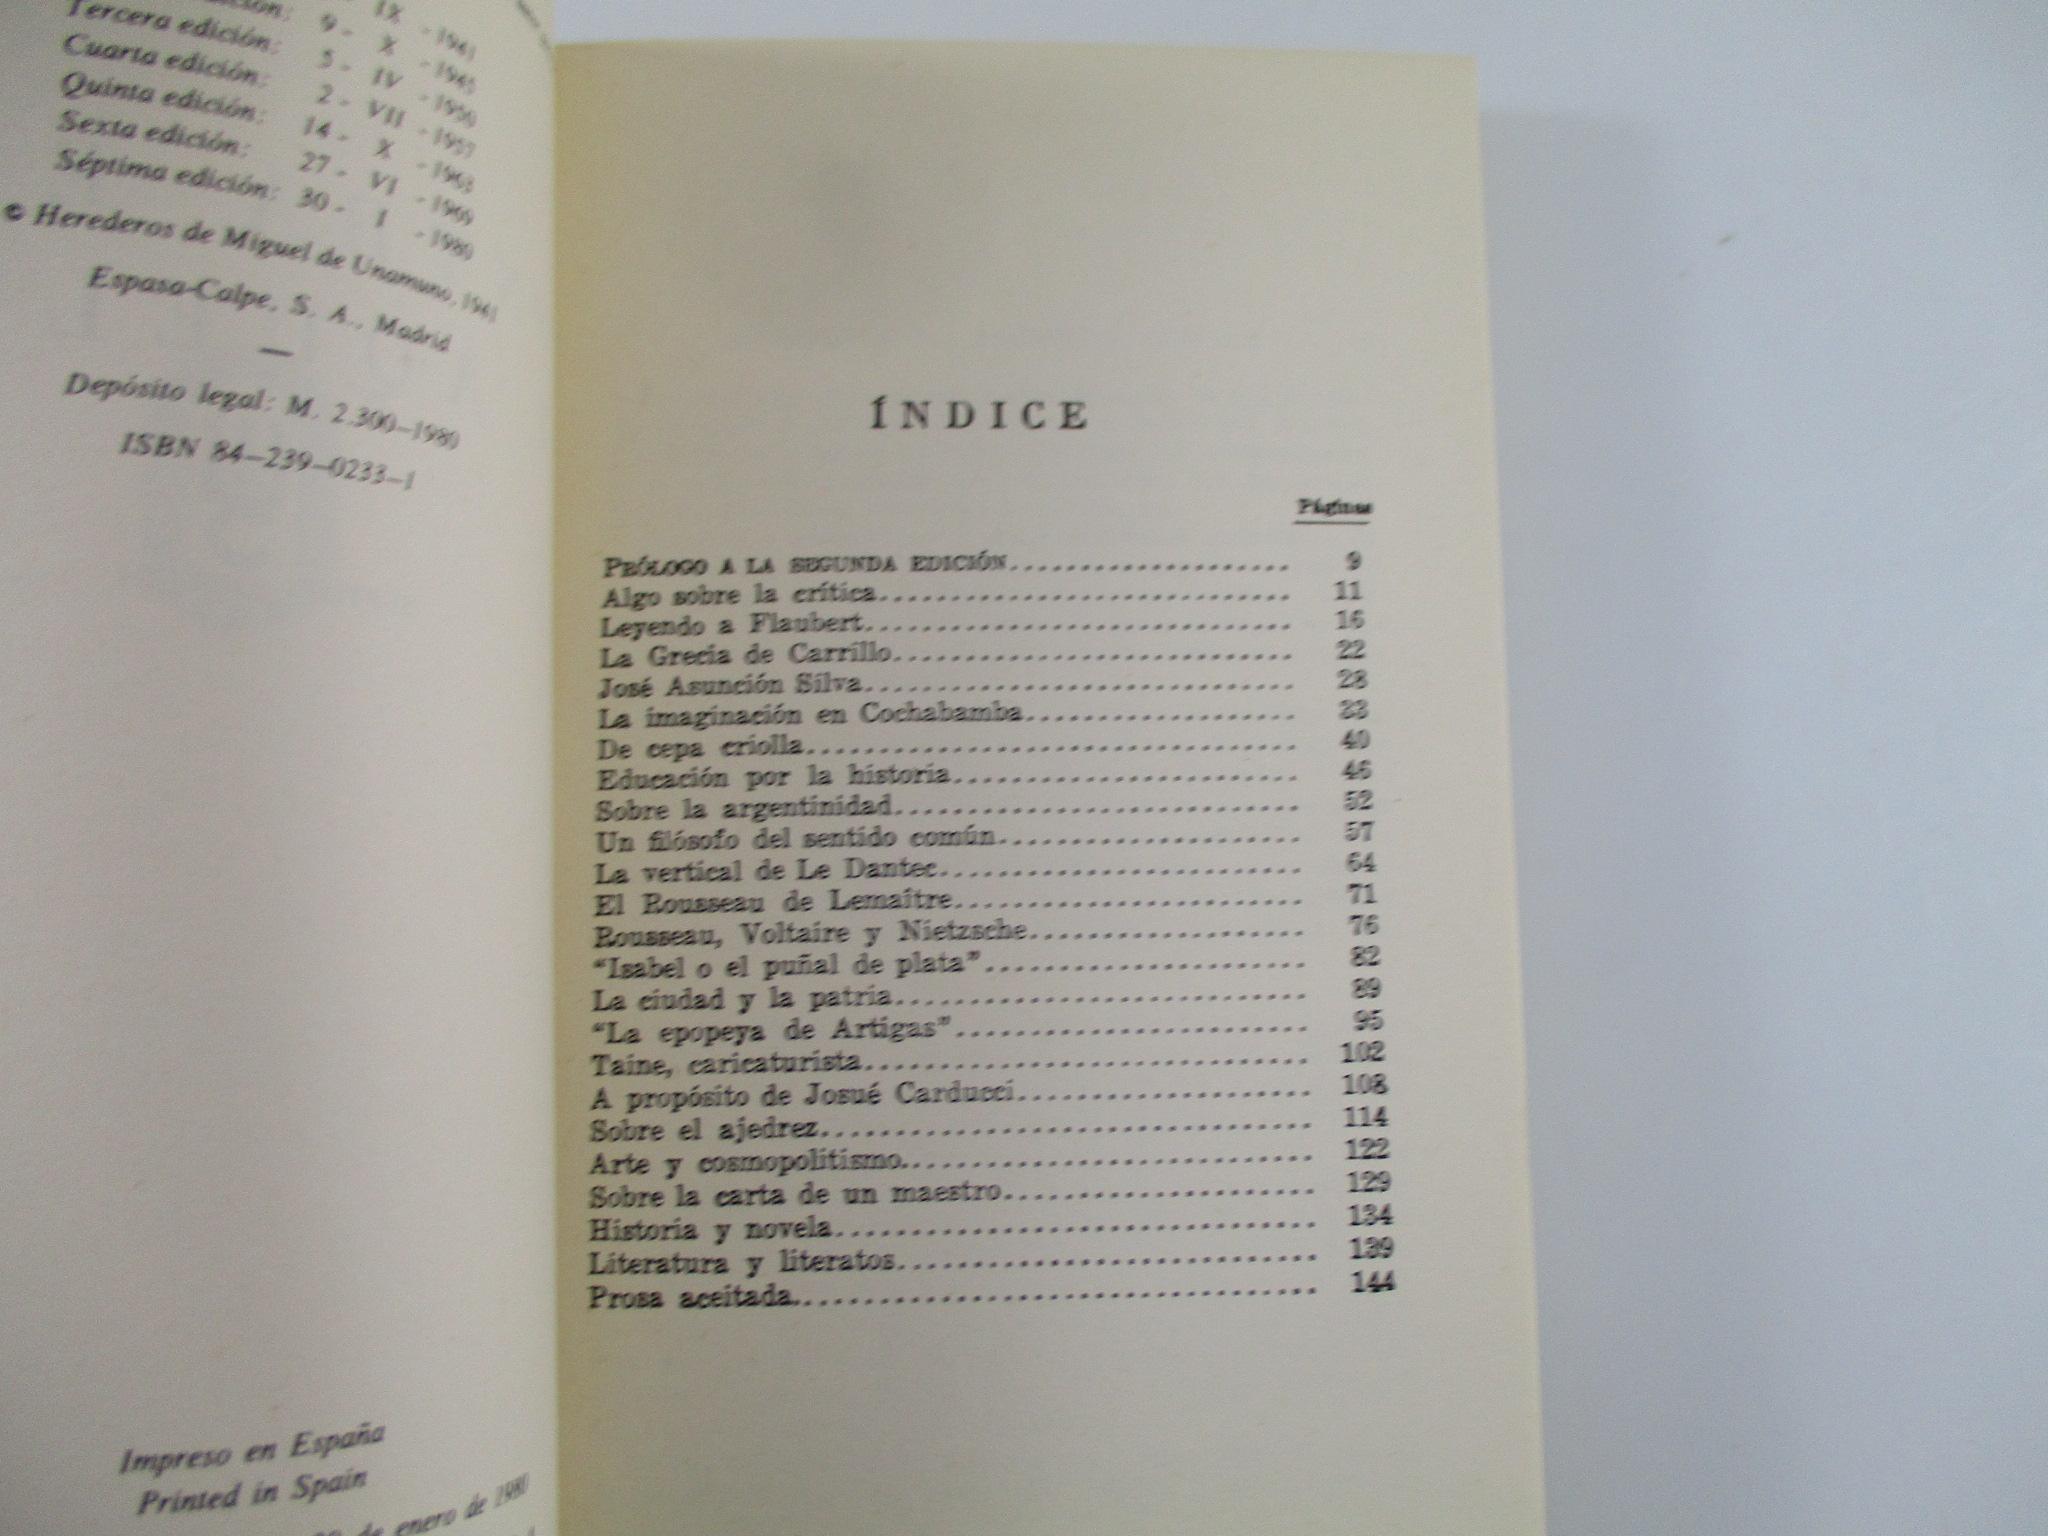 edición: IX - 1941
Tercera edición: 9 - X - 1945
Cuarta edición: 5 - IV - 1950
Quinta edición: 2 - VII - 1957
Sexta edición: 14 - X - 1963
Séptima edición: 27 - VI - 1969
30 - I - 1980
© Herederos de Miguel de Unamuno, 1941
Espasa-Calpe, S. A., Madrid
—
Depósito legal: M. 2.300—1980
ISBN 84—239—0233—1
Impreso en España
Printed in Spain
de enero de 1980
ÍNDICE
Páginas
PRÓLOGO A LA SEGUNDA EDICIÓN..................... 9
Algo sobre la crítica............................. 11
Leyendo a Flaubert.............................. 16
La Grecia de Carrillo............................ 22
José Asunción Silva.............................. 28
La imaginación en Cochabamba................... 33
De cepa criolla.................................. 40
Educación por la historia........................ 46
Sobre la argentinidad............................ 52
Un filósofo del sentido común..................... 57
La vertical de Le Dantec......................... 64
El Rousseau de Lemaître......................... 71
Rousseau, Voltaire y Nietzsche................... 76
“Isabel o el puñal de plata”...................... 82
La ciudad y la patria............................ 89
“La epopeya de Artigas”......................... 95
Taine, caricaturista.............................. 102
A propósito de Josué Carducci.................... 108
Sobre el ajedrez................................. 114
Arte y cosmopolitismo............................ 122
Sobre la carta de un maestro...................... 129
Historia y novela................................ 134
Literatura y literatos............................ 139
Prosa aceitada................................... 144